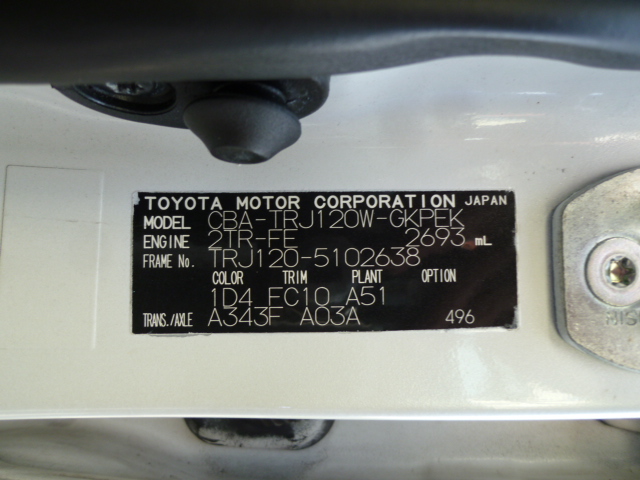 TOYOTA MOTOR CORPORATION JAPAN
MODEL CBA-TRJ120W-GKPEK
ENGINE 2TR-FE 2693 mL
FRAME No. TRJ120-5102638
COLOR TRIM PLANT OPTION
1D4 FC10 A51
TRANS./AXLE A343F A03A 496